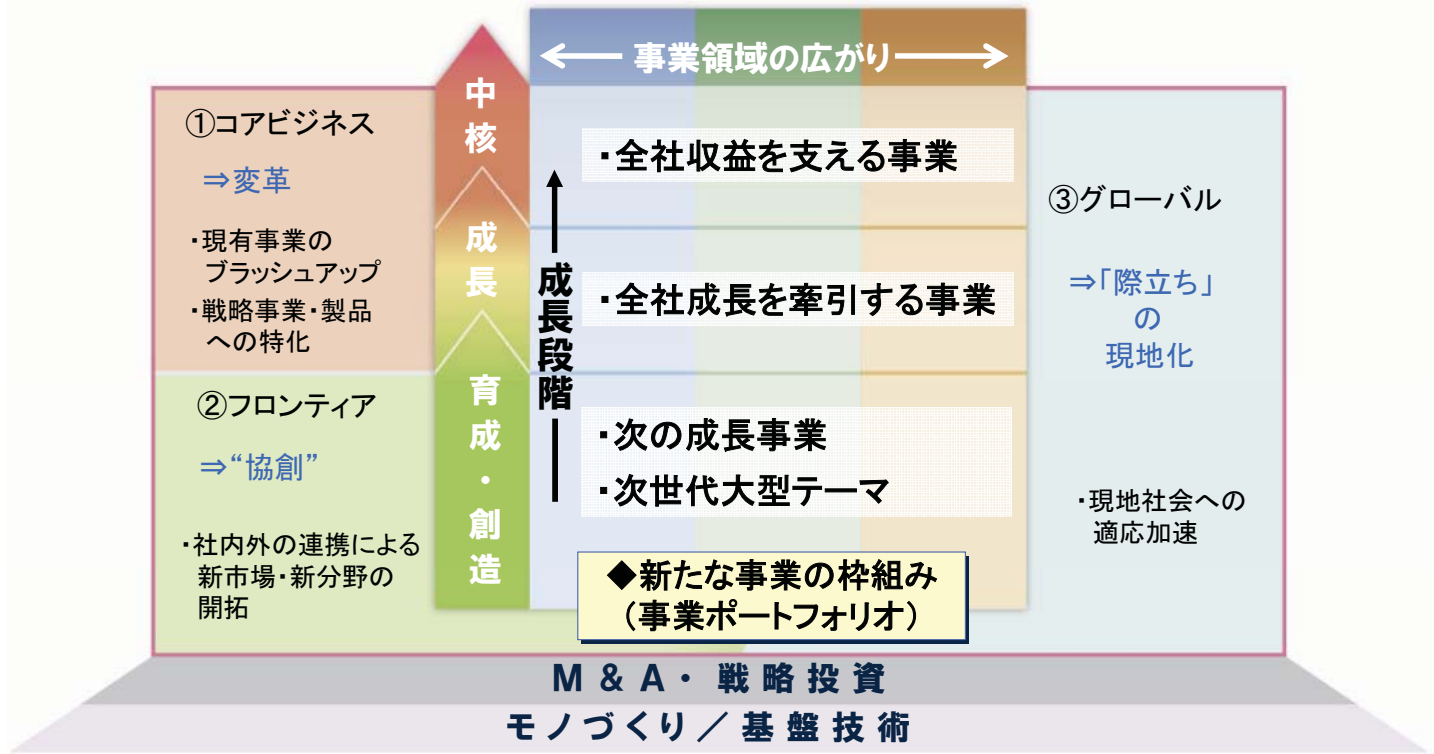 事業領域の広がり
中核
成長
育成・創造
成長段階
①コアビジネス
⇒変革
・現有事業の
ブラッシュアップ
・戦略事業・製品
への特化
②フロンティア
⇒“協創”
・社内外の連携による
新市場・新分野の
開拓
・全社収益を支える事業
・全社成長を牽引する事業
・次の成長事業
・次世代大型テーマ
◆新たな事業の枠組み
（事業ポートフォリオ）
③グローバル
⇒「際立ち」
の
現地化
・現地社会への
適応加速
M & A・ 戦略投資
モノづくり／基盤技術